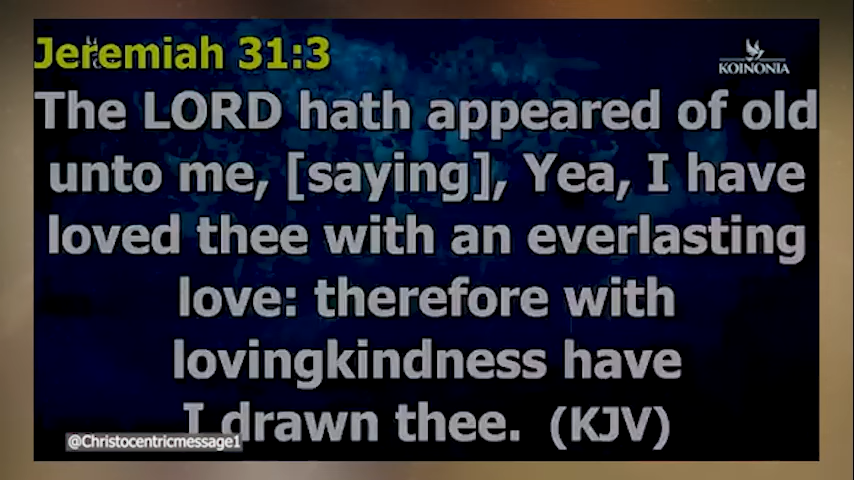 Jeremiah 31:3
KOINONIA
The LORD hath appeared of old
unto me, [saying], Yea, I have
loved thee with an everlasting
love: therefore with
lovingkindness have
I drawn thee. (KJV)
@Christocentricmessage1